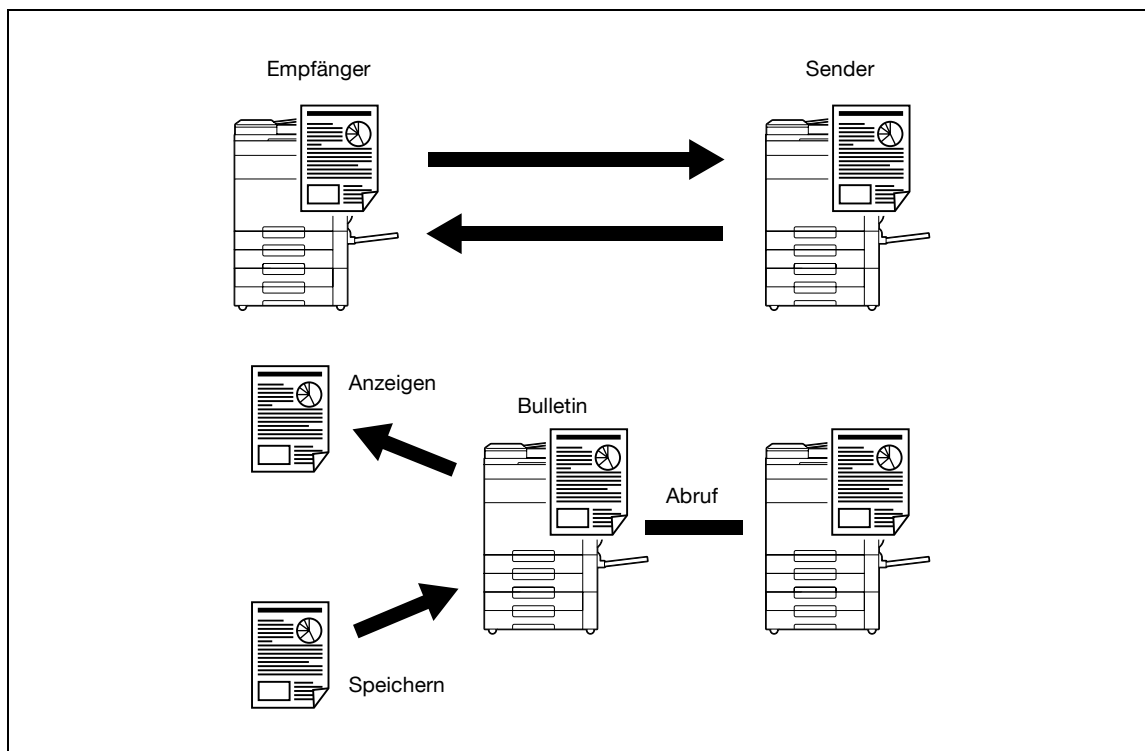 Empfänger
Sender
Anzeigen
Bulletin
Abruf
Speichern